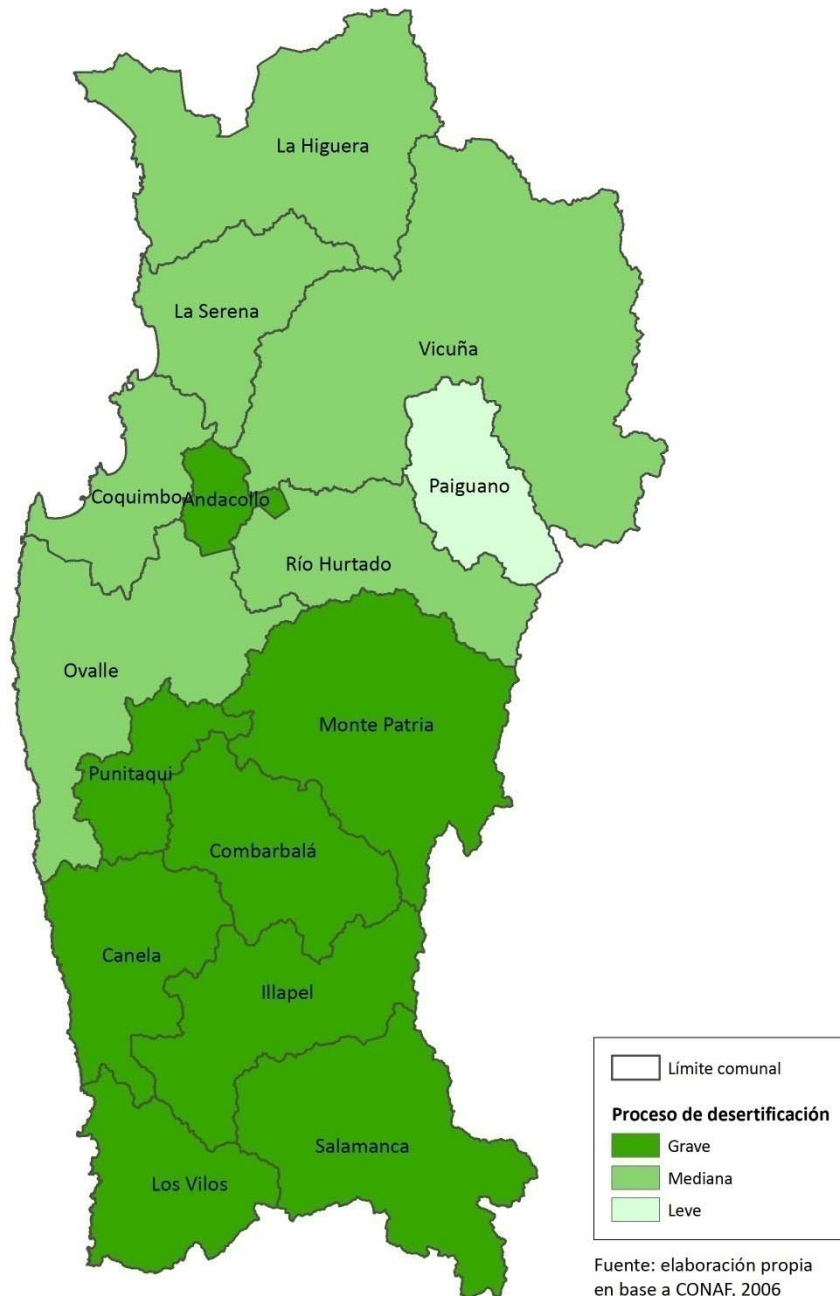 La Higuera
La Serena
Vicuña
Paiguano
Coquimbo
Andacollo
Río Hurtado
Ovalle
Monte Patria
Punitaqui
Combarbalá
Canela
Illapel
Salamanca
Los Vilos
Límite comunal
Proceso de desertificación
Grave
Mediana
Leve
Fuente: elaboración propia
en base a CONAF, 2006